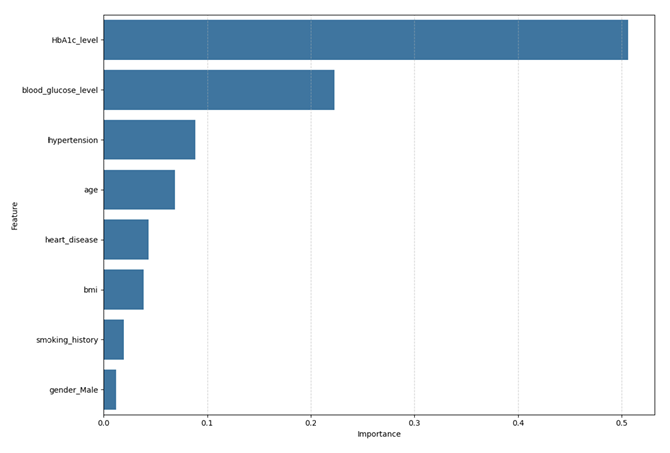 HbA1c_level
blood_glucose_level
hypertension
age
heart_disease
bmi
smoking_history
gender_Male
Feature
0.0 0.1 0.2 0.3 0.4 0.5
Importance